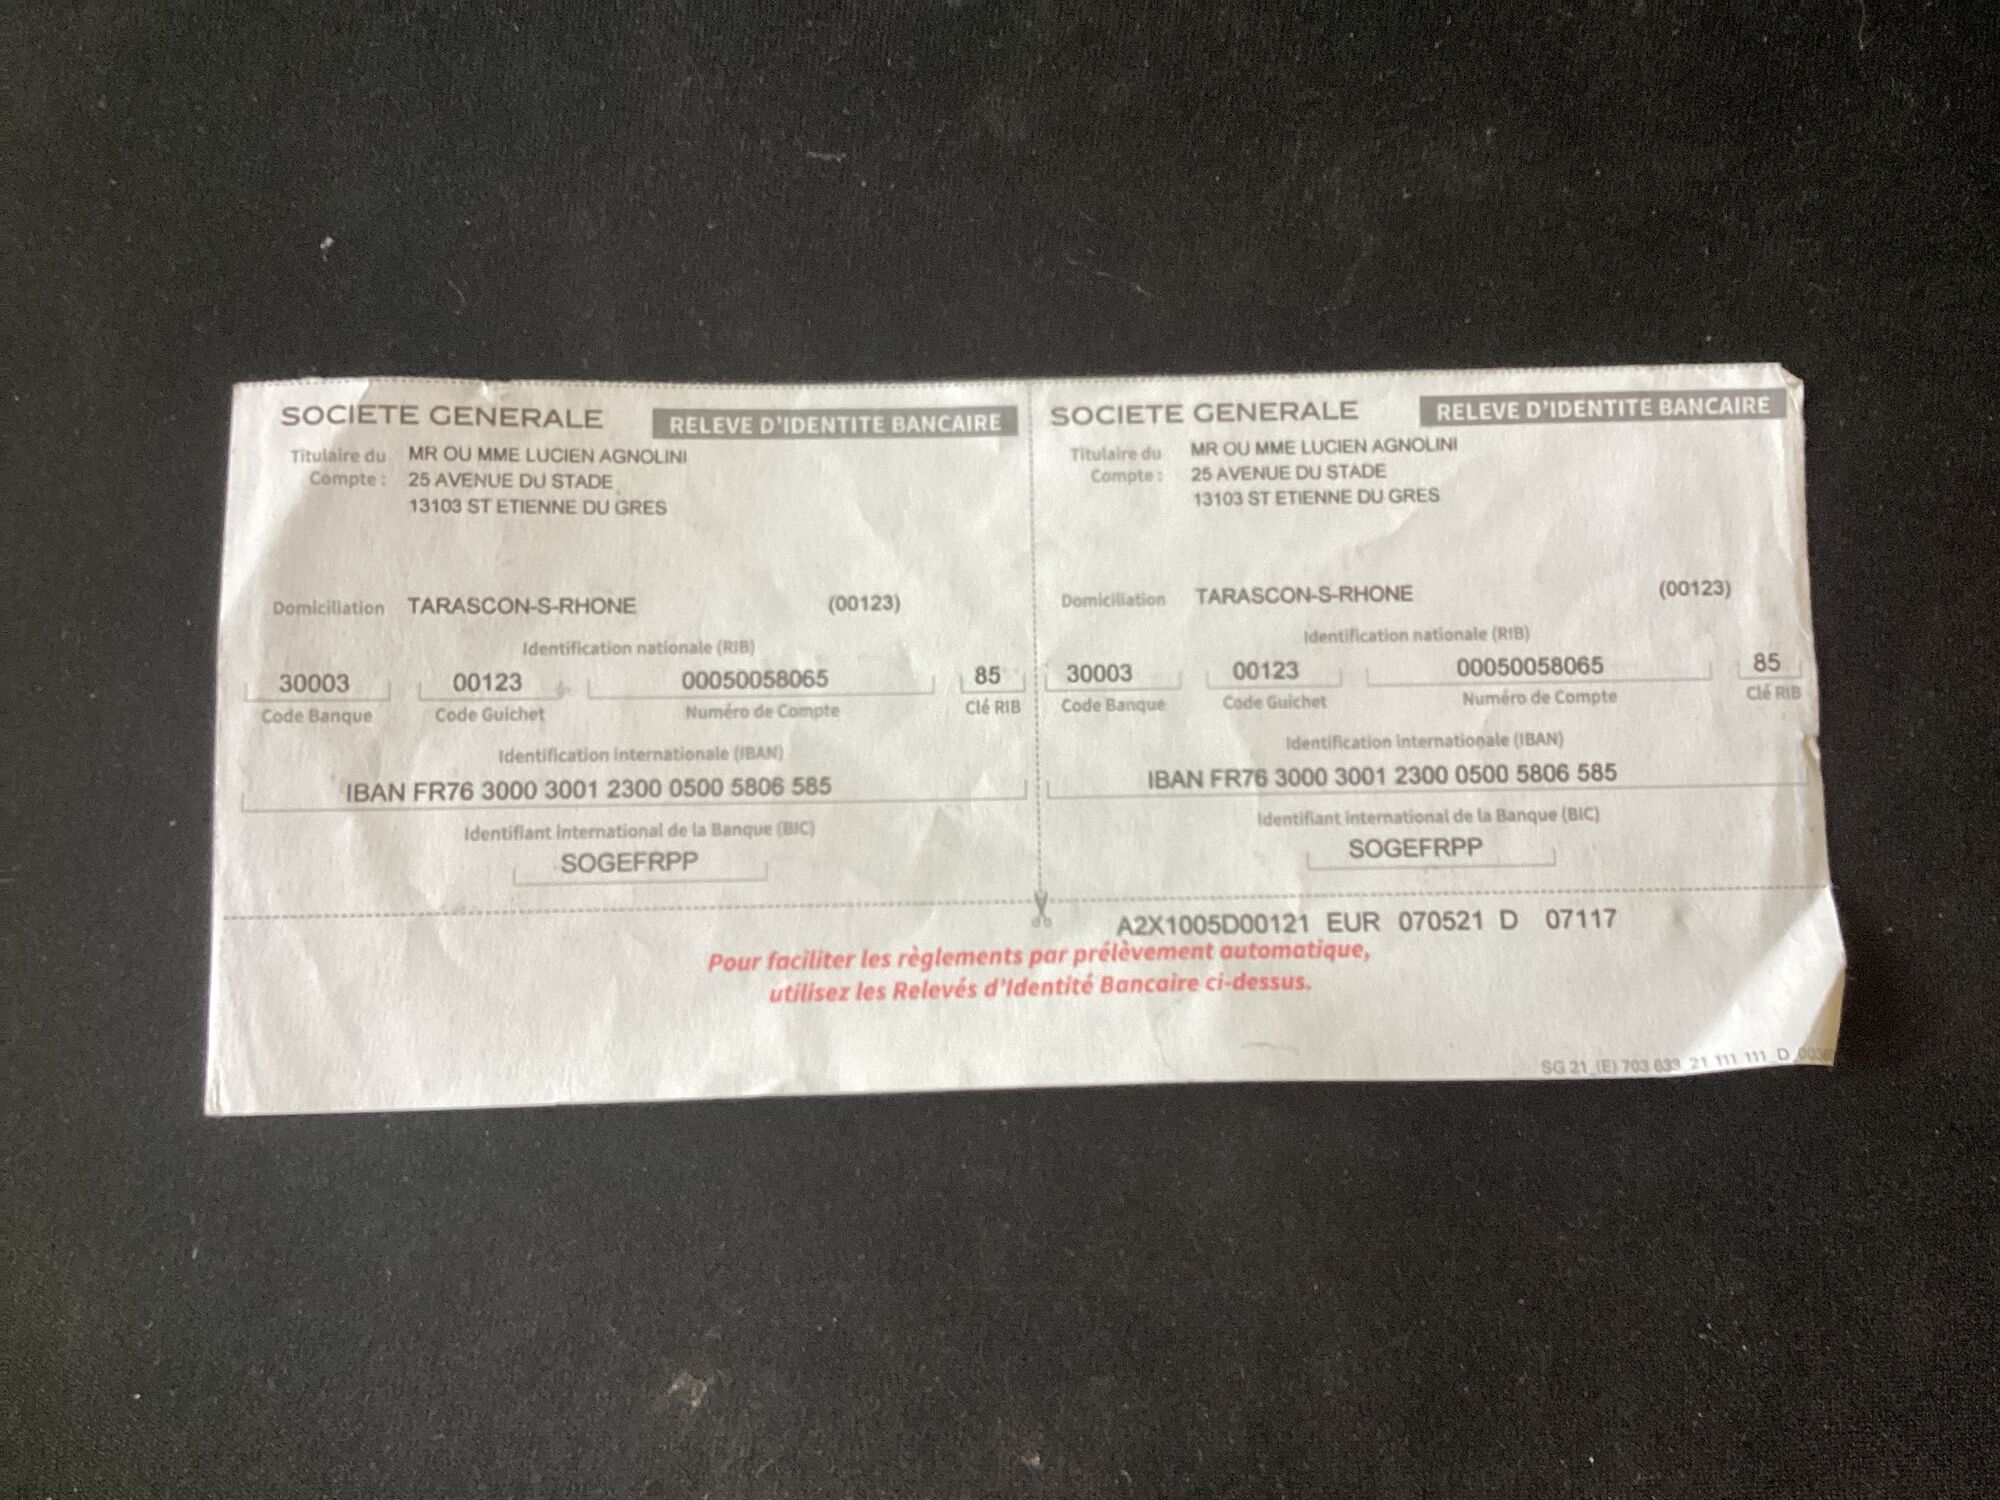 SOCIETE GENERALE RELEVE D'IDENTITE BANCAIRE
Titulaire du MR OU MME LUCIEN AGNOLINI
Compte : 25 AVENUE DU STADE
13103 ST ETIENNE DU GRES
Domiciliation TARASCON-S-RHONE (00123)
Identification nationale (RIB)
30003 00123 00050058065 85
Code Banque Code Guichet Numéro de Compte Clé RIB
Identification internationale (IBAN)
IBAN FR76 3000 3001 2300 0500 5806 585
Identifiant international de la Banque (BIC)
SOGEFRPP
SOCIETE GENERALE RELEVE D'IDENTITE BANCAIRE
Titulaire du MR OU MME LUCIEN AGNOLINI
Compte : 25 AVENUE DU STADE
13103 ST ETIENNE DU GRES
Domiciliation TARASCON-S-RHONE (00123)
Identification nationale (RIB)
30003 00123 00050058065 85
Code Banque Code Guichet Numéro de Compte Clé RIB
Identification internationale (IBAN)
IBAN FR76 3000 3001 2300 0500 5806 585
Identifiant international de la Banque (BIC)
SOGEFRPP
A2X1005D00121 EUR 070521 D 07117
Pour faciliter les règlements par prélèvement automatique,
utilisez les Relevés d'Identité Bancaire ci-dessus.
SG 21 (E) 703 639 21 111 111 D